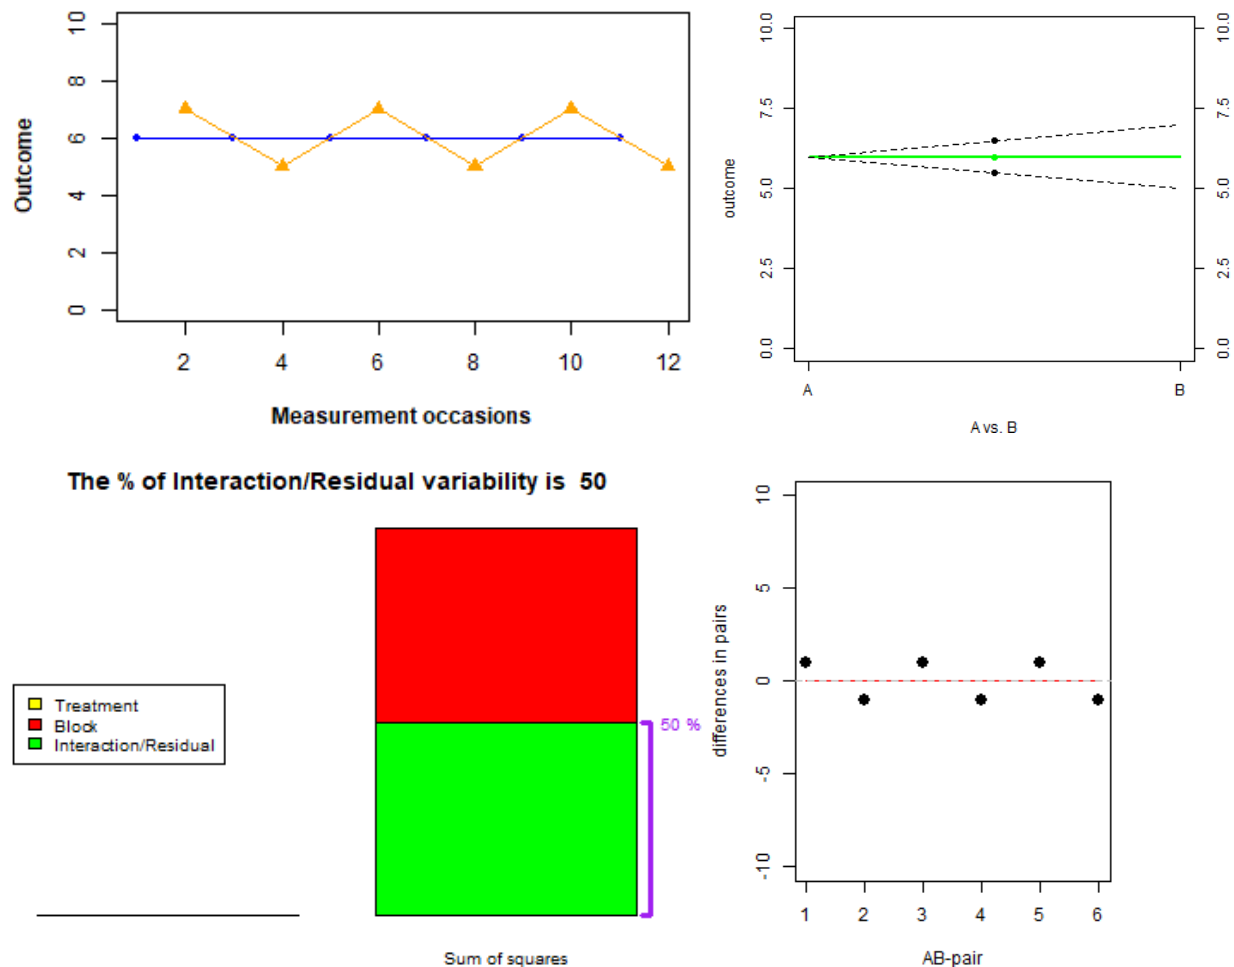 10
8
6
4
2
0
Outcome
2 4 6 8 10 12
Measurement occasions
10.0
7.5
5.0
2.5
0.0
outcome
10.0
7.5
5.0
2.5
0.0
A B
A vs. B
The % of Interaction/Residual variability is 50
Treatment
Block
Interaction/Residual
50 %
Sum of squares
10
5
0
-5
-10
differences in pairs
1 2 3 4 5 6
AB-pair